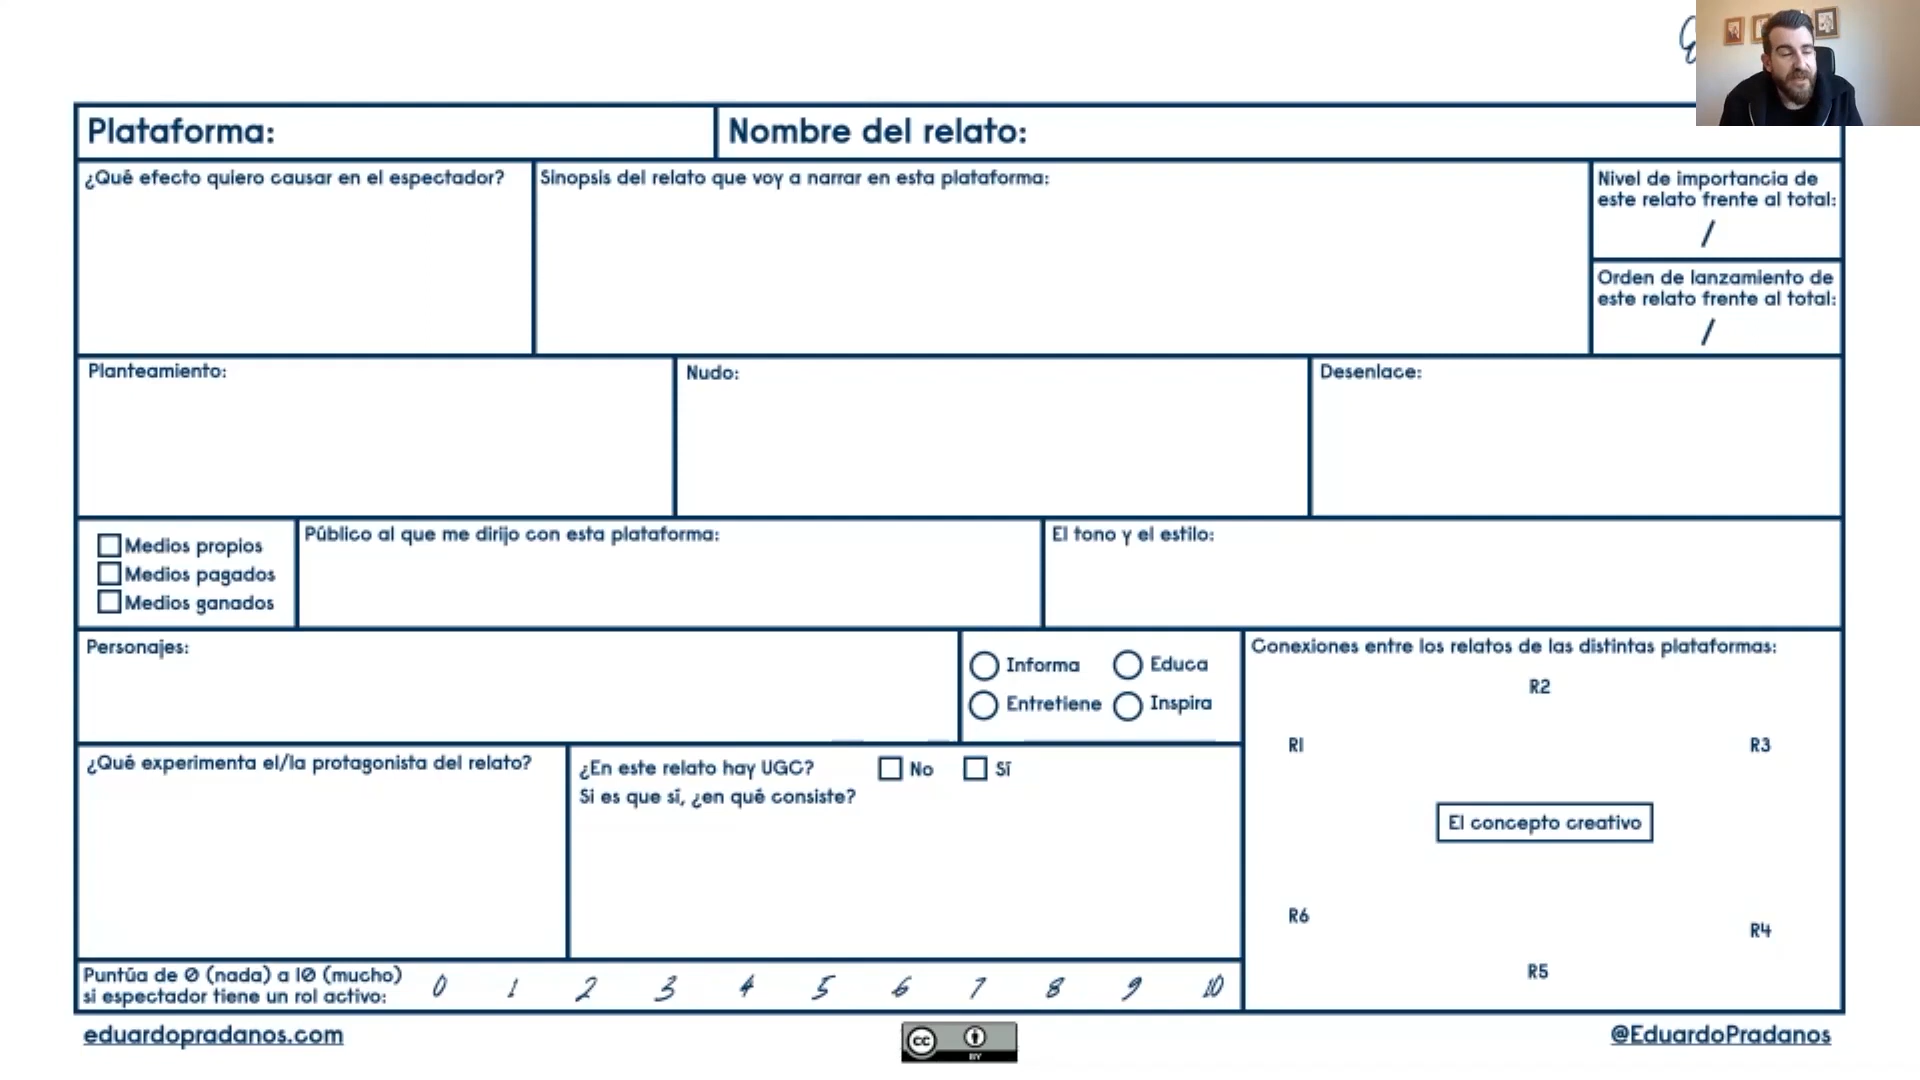 Plataforma:
Nombre del relato:
¿Qué efecto quiero causar en el espectador?
Sinopsis del relato que voy a narrar en esta plataforma:
Nivel de importancia de
este relato frente al total:
/
Orden de lanzamiento de
este relato frente al total:
/
Planteamiento:
Nudo:
Desenlace:
Medios propios
Medios pagados
Medios ganados
Público al que me dirijo con esta plataforma:
El tono y el estilo:
Personajes:
Informa
Educa
Entretiene
Inspira
Conexiones entre los relatos de las distintas plataformas:
R2
R1
R3
El concepto creativo
R6
R4
R5
¿Qué experimenta el/la protagonista del relato?
¿En este relato hay UGC? No Sí
Si es que sí, ¿en qué consiste?
Puntúa de 0 (nada) a 10 (mucho)
si espectador tiene un rol activo:
0 1 2 3 4 5 6 7 8 9 10
eduardopradanos.com
cc
BY
@EduardoPradanos